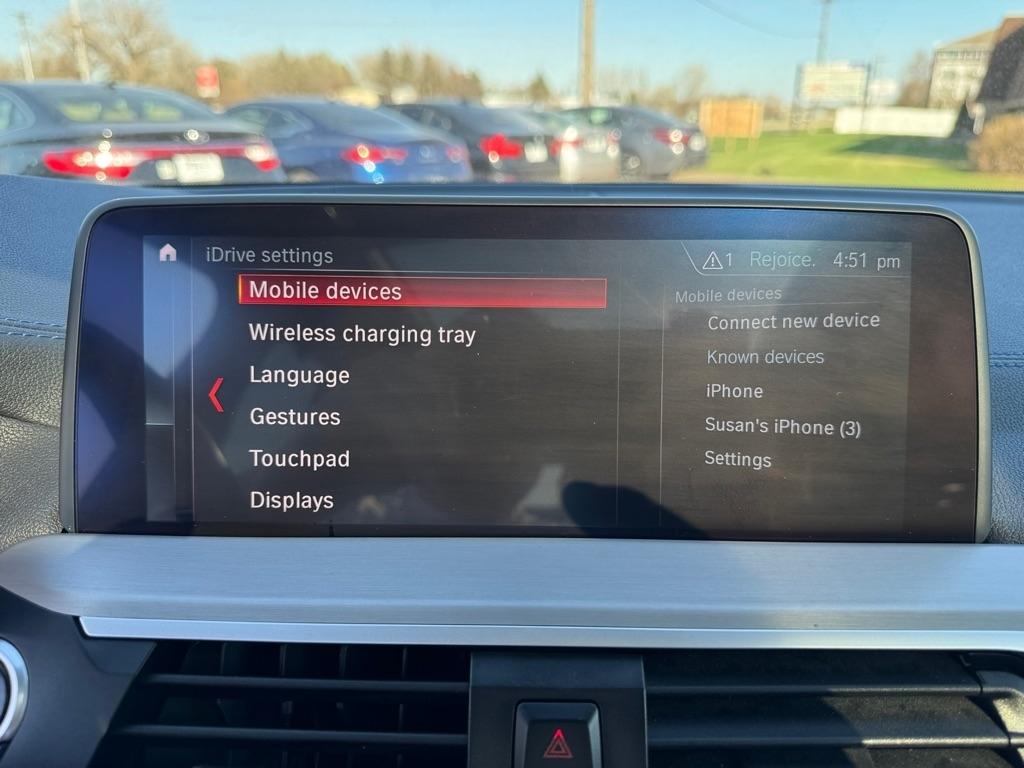 iDrive settings
1 Rejoice. 4:51 pm
Mobile devices
Wireless charging tray
Language
Gestures
Touchpad
Displays
Mobile devices
Connect new device
Known devices
iPhone
Susan's iPhone (3)
Settings